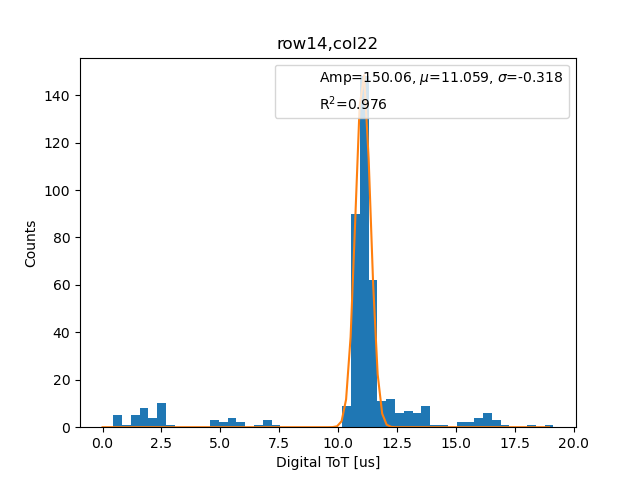 row14,col22
Amp=150.06, μ=11.059, σ=-0.318
R²=0.976
Counts
140
120
100
80
60
40
20
0
0.0 2.5 5.0 7.5 10.0 12.5 15.0 17.5 20.0
Digital ToT [us]